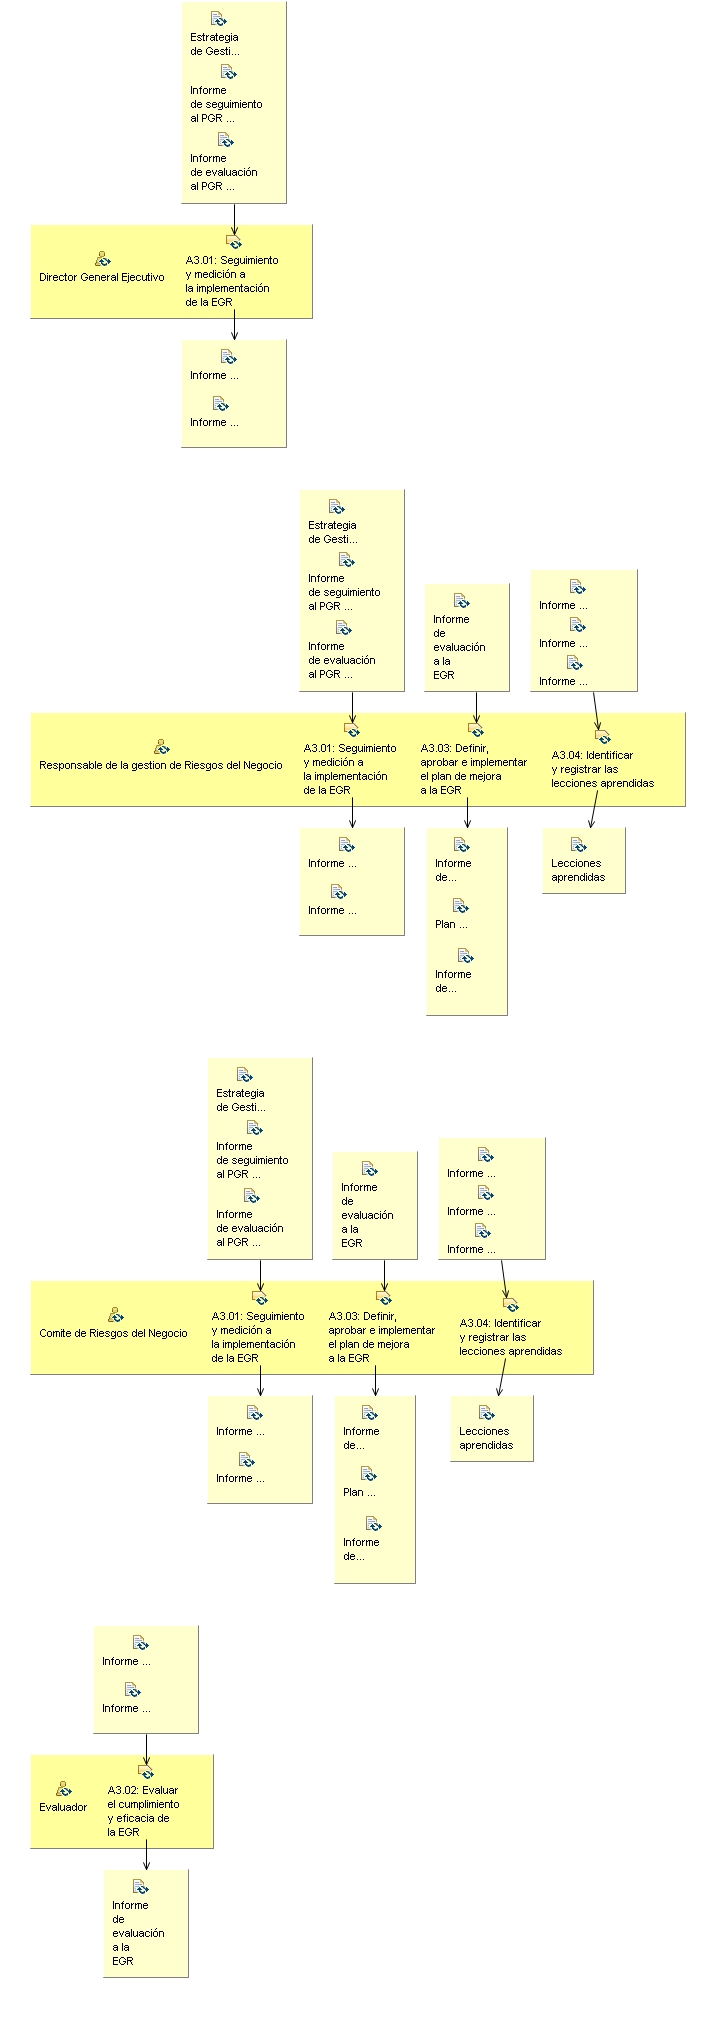 Estrategia
de Gesti...
Informe
de seguimiento
al PGR ...
Informe
de evaluación
al PGR ...
Director General Ejecutivo
A3.01: Seguimiento
y medición a
la implementación
de la EGR
Informe ...
Informe ...
Estrategia
de Gesti...
Informe
de seguimiento
al PGR ...
Informe
de evaluación
al PGR ...
Informe
de
evaluación
a la
EGR
Informe ...
Informe ...
Informe ...
Responsable de la gestion de Riesgos del Negocio
A3.01: Seguimiento
y medición a
la implementación
de la EGR
A3.03: Definir,
aprobar e implementar
el plan de mejora
a la EGR
A3.04: Identificar
y registrar las
lecciones aprendidas
Informe ...
Informe ...
Informe
de...
Plan ...
Informe
de...
Lecciones
aprendidas
Estrategia
de Gesti...
Informe
de seguimiento
al PGR ...
Informe
de evaluación
al PGR ...
Informe
de
evaluación
a la
EGR
Informe ...
Informe ...
Informe ...
Comite de Riesgos del Negocio
A3.01: Seguimiento
y medición a
la implementación
de la EGR
A3.03: Definir,
aprobar e implementar
el plan de mejora
a la EGR
A3.04: Identificar
y registrar las
lecciones aprendidas
Informe ...
Informe ...
Informe
de...
Plan ...
Informe
de...
Lecciones
aprendidas
Informe ...
Informe ...
Evaluador
A3.02: Evaluar
el cumplimiento
y eficacia de
la EGR
Informe
de
evaluación
a la
EGR